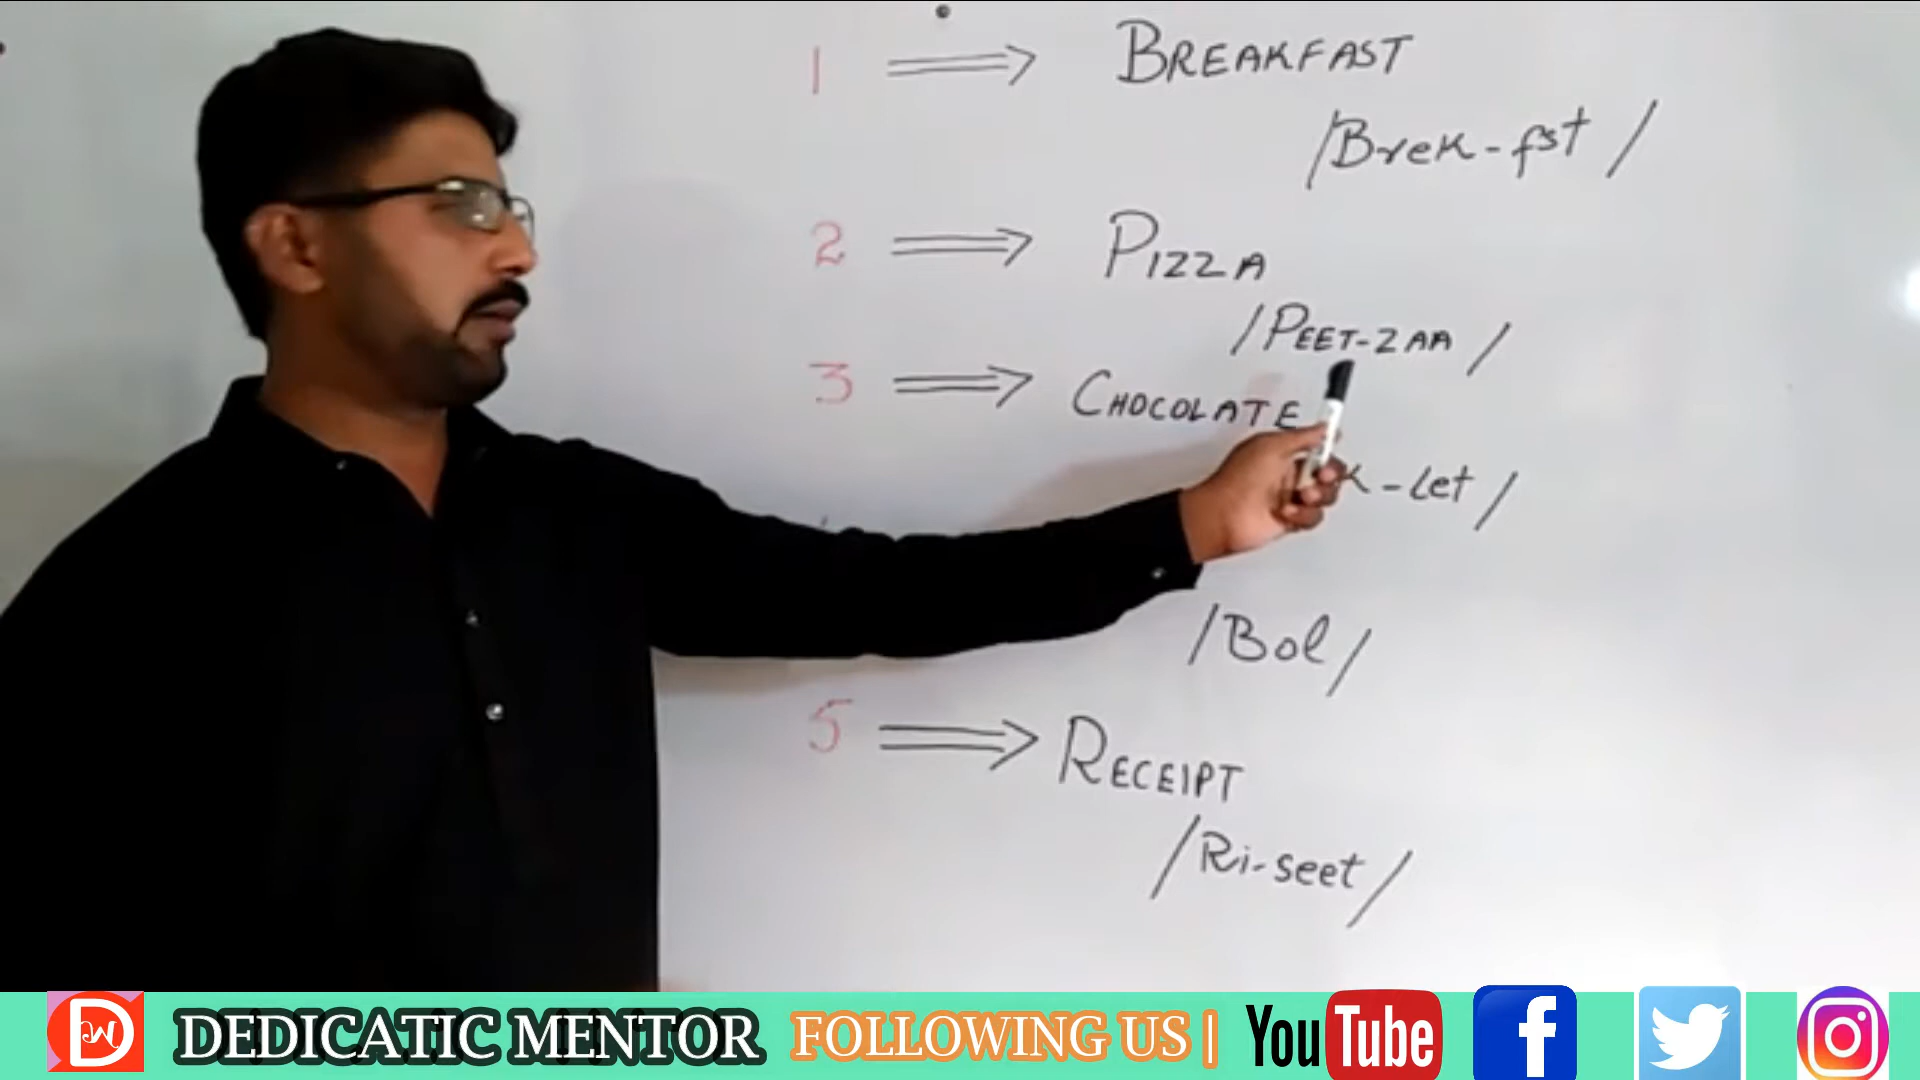 1 ⟹ BREAKFAST
/Brek-fst/
2 ⟹ PIZZA
/PEET-ZAA/
3 ⟹ CHOCOLATE
-Let/
/Bol/
5 ⟹ RECEIPT
/Ri-seet/
DEDICATIC MENTOR FOLLOWING US | YouTube